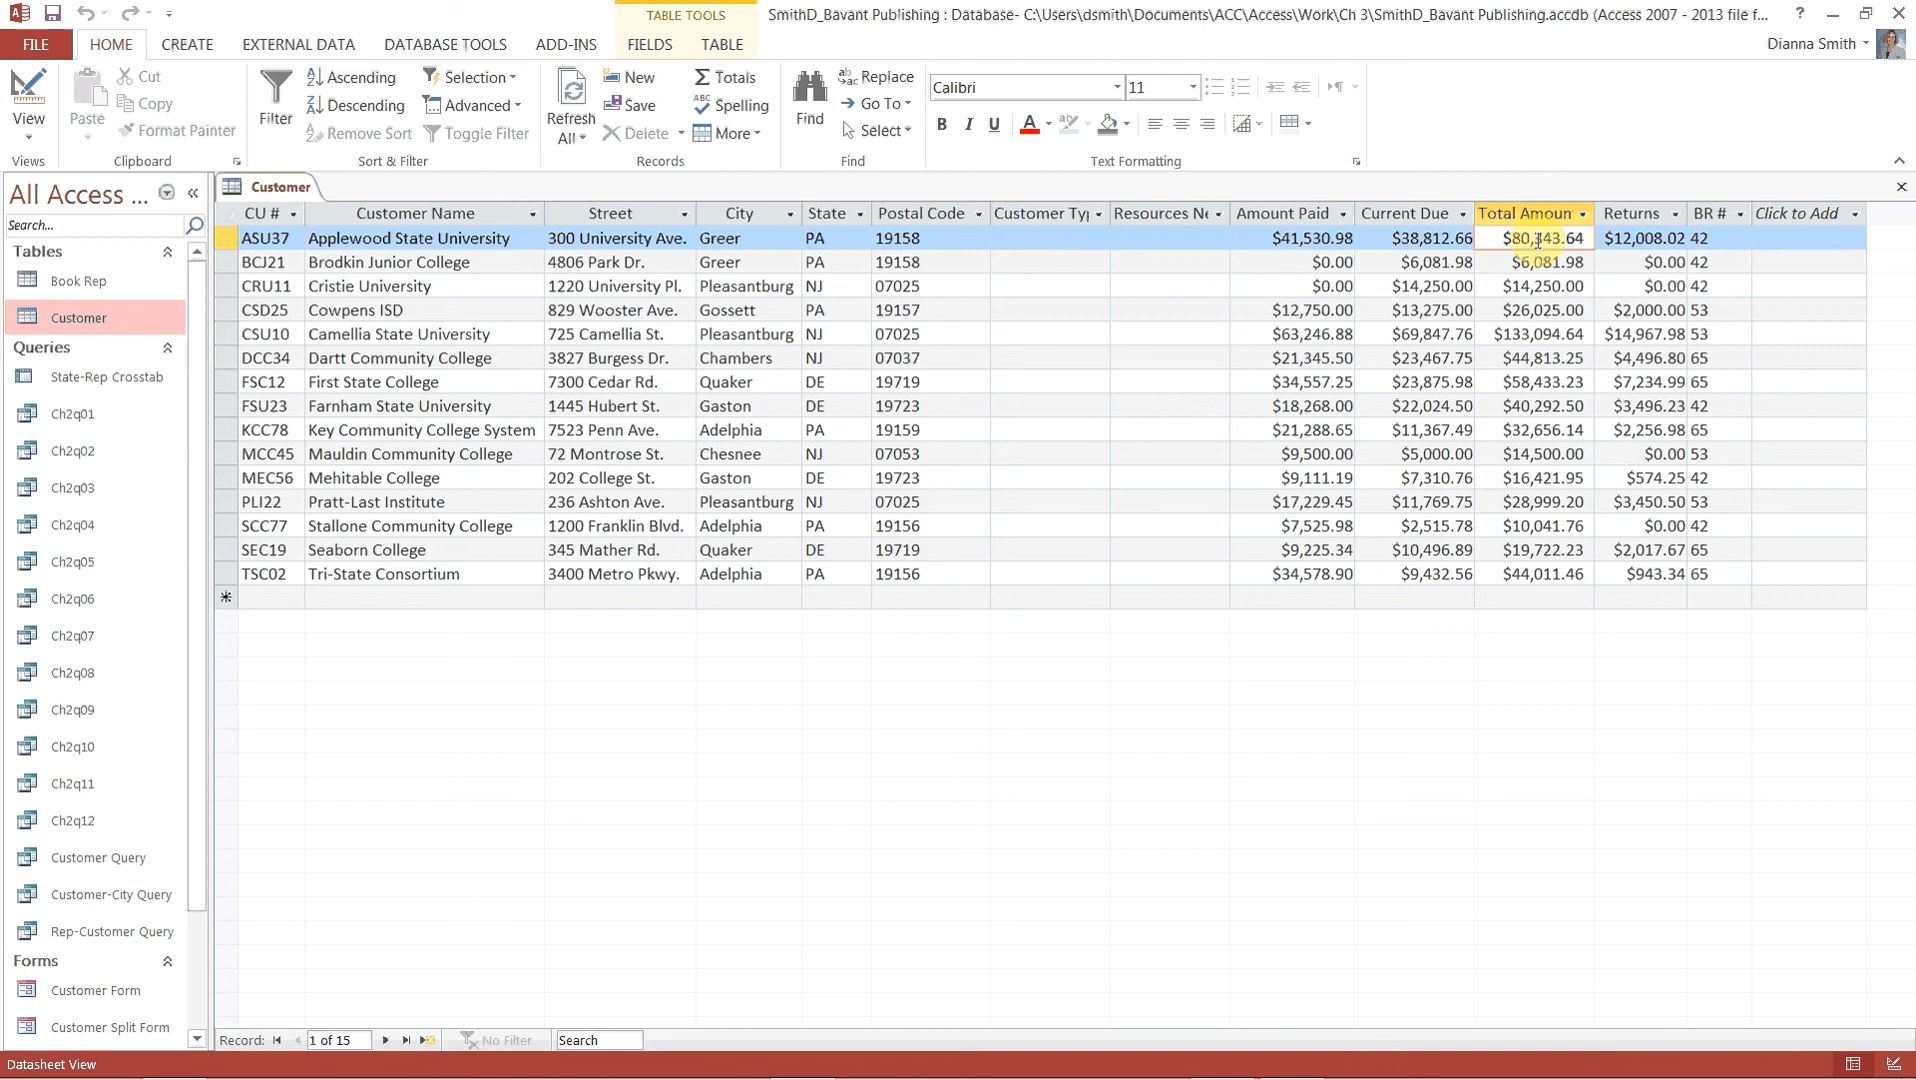 TABLE TOOLS
SmithD_Bavant Publishing : Database- C:\Users\dsmith\Documents\ACC\Access\Work\Ch 3\SmithD_Bavant Publishing.accdb (Access 2007 - 2013 file f...
FILE HOME CREATE EXTERNAL DATA DATABASE TOOLS ADD-INS FIELDS TABLE Dianna Smith
View
Views
Paste
Cut
Copy
Format Painter
Clipboard
Filter
Ascending
Descending
Remove Sort
Selection
Advanced
Toggle Filter
Sort & Filter
Refresh
All
New
Save
Delete
Totals
Spelling
More
Records
Find
Replace
Go To
Select
Find
Calibri 11
B I U
Text Formatting
All Access ...
Search...
Tables
Book Rep
Customer
Queries
State-Rep Crosstab
Ch2q01
Ch2q02
Ch2q03
Ch2q04
Ch2q05
Ch2q06
Ch2q07
Ch2q08
Ch2q09
Ch2q10
Ch2q11
Ch2q12
Customer Query
Customer-City Query
Rep-Customer Query
Forms
Customer Form
Customer Split Form
Customer
CU # Customer Name Street City State Postal Code Customer Ty Resources Ne Amount Paid Current Due Total Amoun Returns BR # Click to Add
ASU37 Applewood State University 300 University Ave. Greer PA 19158 $41,530.98 $38,812.66 $80,343.64 $12,008.02 42
BCJ21 Brodkin Junior College 4806 Park Dr. Greer PA 19158 $0.00 $6,081.98 $6,081.98 $0.00 42
CRU11 Cristie University 1220 University Pl. Pleasantburg NJ 07025 $0.00 $14,250.00 $14,250.00 $0.00 42
CSD25 Cowpens ISD 829 Wooster Ave. Gossett PA 19157 $12,750.00 $13,275.00 $26,025.00 $2,000.00 53
CSU10 Camellia State University 725 Camellia St. Pleasantburg NJ 07025 $63,246.88 $69,847.76 $133,094.64 $14,967.98 53
DCC34 Dartt Community College 3827 Burgess Dr. Chambers NJ 07037 $21,345.50 $23,467.75 $44,813.25 $4,496.80 65
FSC12 First State College 7300 Cedar Rd. Quaker DE 19719 $34,557.25 $23,875.98 $58,433.23 $7,234.99 65
FSU23 Farnham State University 1445 Hubert St. Gaston DE 19723 $18,268.00 $22,024.50 $40,292.50 $3,496.23 42
KCC78 Key Community College System 7523 Penn Ave. Adelphia PA 19159 $21,288.65 $11,367.49 $32,656.14 $2,256.98 65
MCC45 Mauldin Community College 72 Montrose St. Chesnee NJ 07053 $9,500.00 $5,000.00 $14,500.00 $0.00 53
MEC56 Mehitable College 202 College St. Gaston DE 19723 $9,111.19 $7,310.76 $16,421.95 $574.25 42
PLI22 Pratt-Last Institute 236 Ashton Ave. Pleasantburg NJ 07025 $17,229.45 $11,769.75 $28,999.20 $3,450.50 53
SCC77 Stallone Community College 1200 Franklin Blvd. Adelphia PA 19156 $7,525.98 $2,515.78 $10,041.76 $0.00 42
SEC19 Seaborn College 345 Mather Rd. Quaker DE 19719 $9,225.34 $10,496.89 $19,722.23 $2,017.67 65
TSC02 Tri-State Consortium 3400 Metro Pkwy. Adelphia PA 19156 $34,578.90 $9,432.56 $44,011.46 $943.34 65
Record: 1 of 15 No Filter Search
Datasheet View